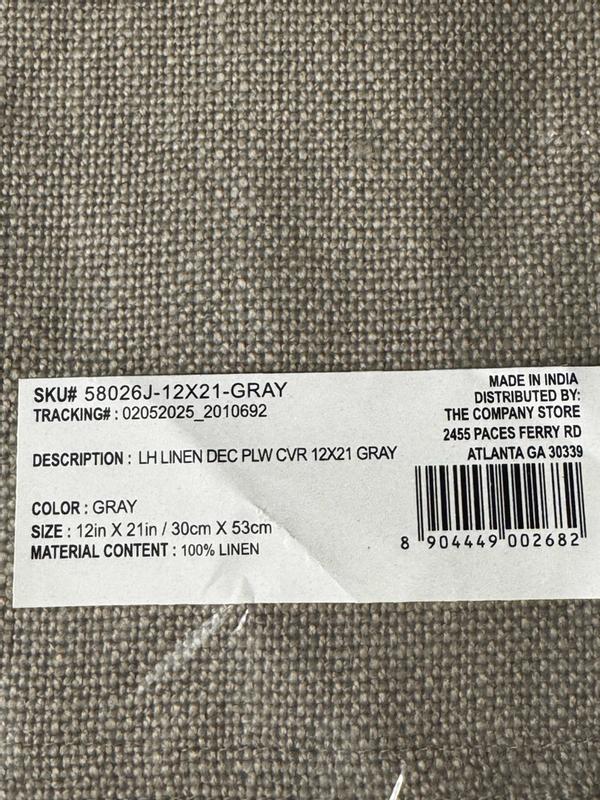 SKU# 58026J-12X21-GRAY
TRACKING# : 02052025_2010692
DESCRIPTION : LH LINEN DEC PLW CVR 12X21 GRAY
COLOR : GRAY
SIZE : 12in X 21in / 30cm X 53cm
MATERIAL CONTENT : 100% LINEN
MADE IN INDIA
DISTRIBUTED BY:
THE COMPANY STORE
2455 PACES FERRY RD
ATLANTA GA 30339
8 904449 002682